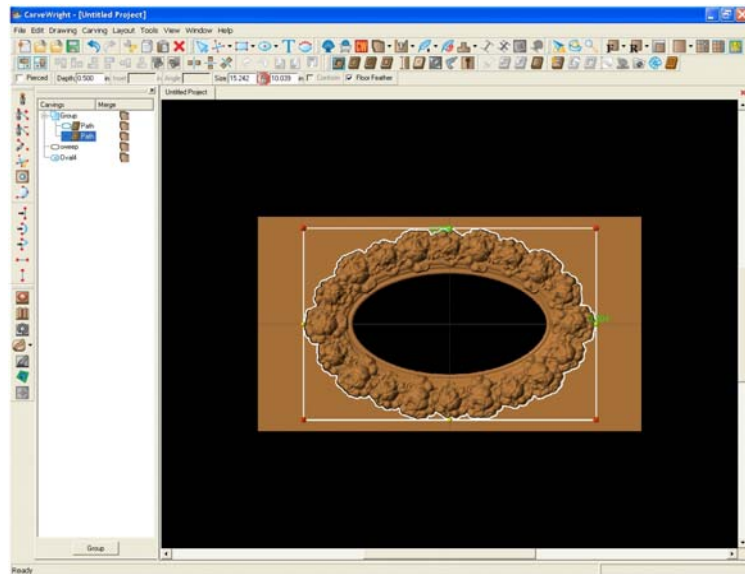 CarveWright - [Untitled Project]
File Edit Drawing Carving Layout Tools View Window Help
Pierced Depth 0.500 in Inset in Angle Size 15.242 10.039 in Contour Floor Feather
Untitled Project
Carvings Merge
Group
Path
Path
sweep
Oval4
Group
Ready